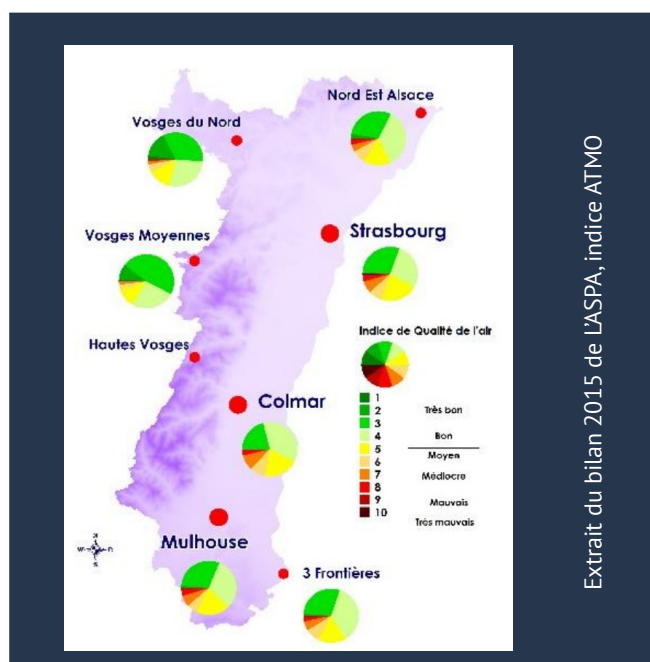 Nord Est Alsace
Vosges du Nord
Strasbourg
Vosges Moyennes
Indice de Qualité de l'air
Hautes Vosges
Colmar
1
2
3
4
5
6
7
8
9
10
Très bon
Bon
Moyen
Médiocre
Mauvais
Très mauvais
Mulhouse
3 Frontières
Extrait du bilan 2015 de L'ASPA, indice ATMO